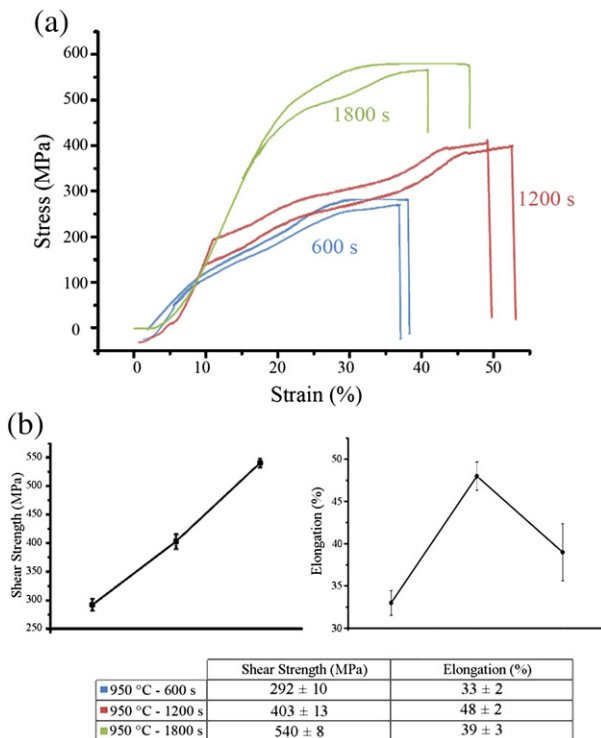 (a)
600
500
400
300
200
100
0
Stress (MPa)
1800 s
1200 s
600 s
0 10 20 30 40 50
Strain (%)
(b)
550
500
450
400
350
300
250
Shear Strength (MPa)
50
45
40
35
30
Elongation (%)
Shear Strength (MPa) Elongation (%)
950 °C - 600 s 292 ± 10 33 ± 2
950 °C - 1200 s 403 ± 13 48 ± 2
950 °C - 1800 s 540 ± 8 39 ± 3